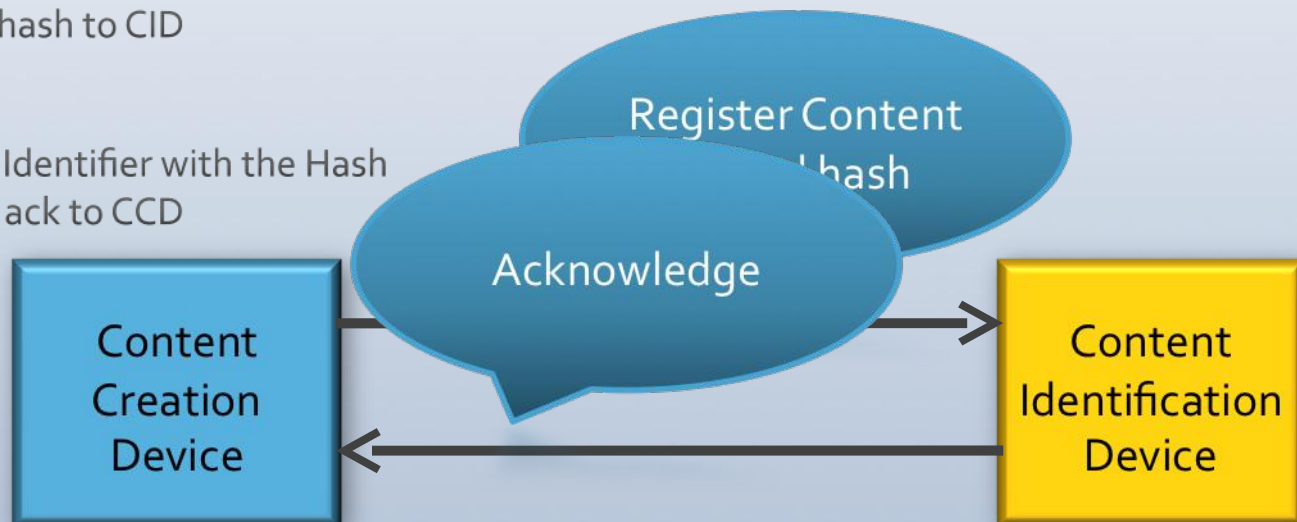 hash to CID
Identifier with the Hash
ack to CCD
Register Content
hash
Acknowledge
Content
Creation
Device
Content
Identification
Device